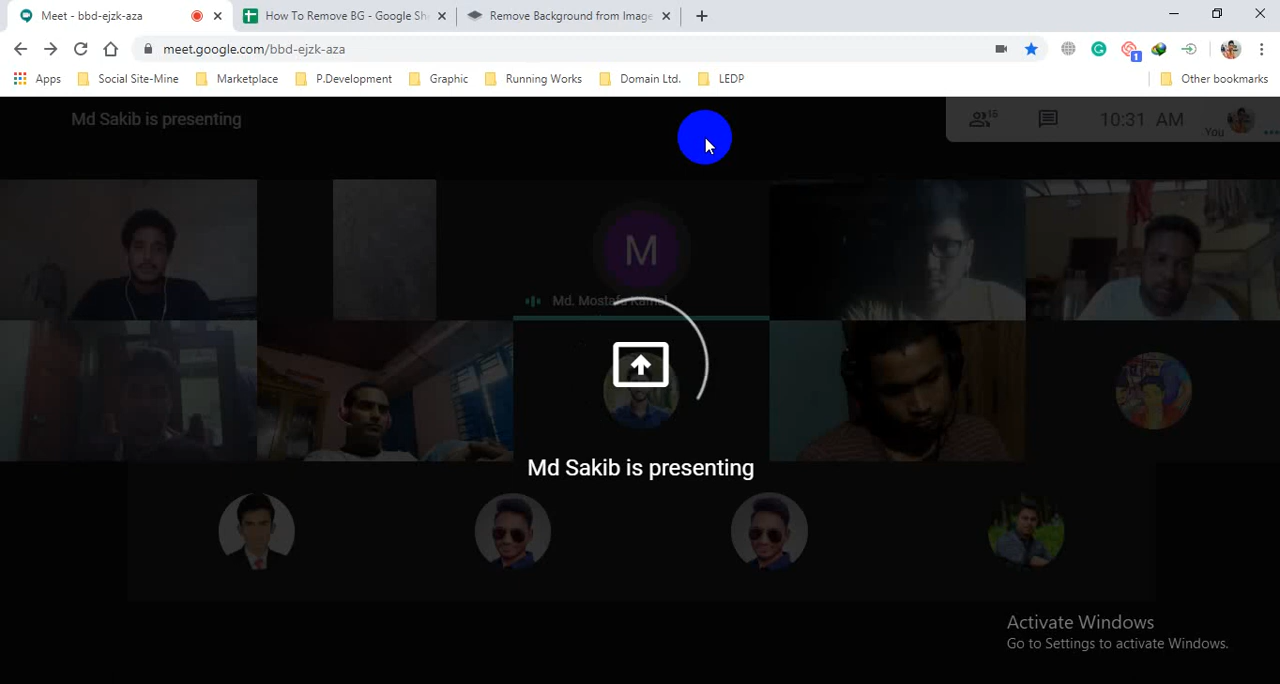 Meet - bbd-ejzk-aza
How To Remove BG - Google Sh
Remove Background from Image
meet.google.com/bbd-ejzk-aza
1
Apps
Social Site-Mine
Marketplace
P.Development
Graphic
Running Works
Domain Ltd.
LEDP
Other bookmarks
Md Sakib is presenting
15
10:31 AM
You
M
Md. Mostafa Kamal
Md Sakib is presenting
Activate Windows
Go to Settings to activate Windows.